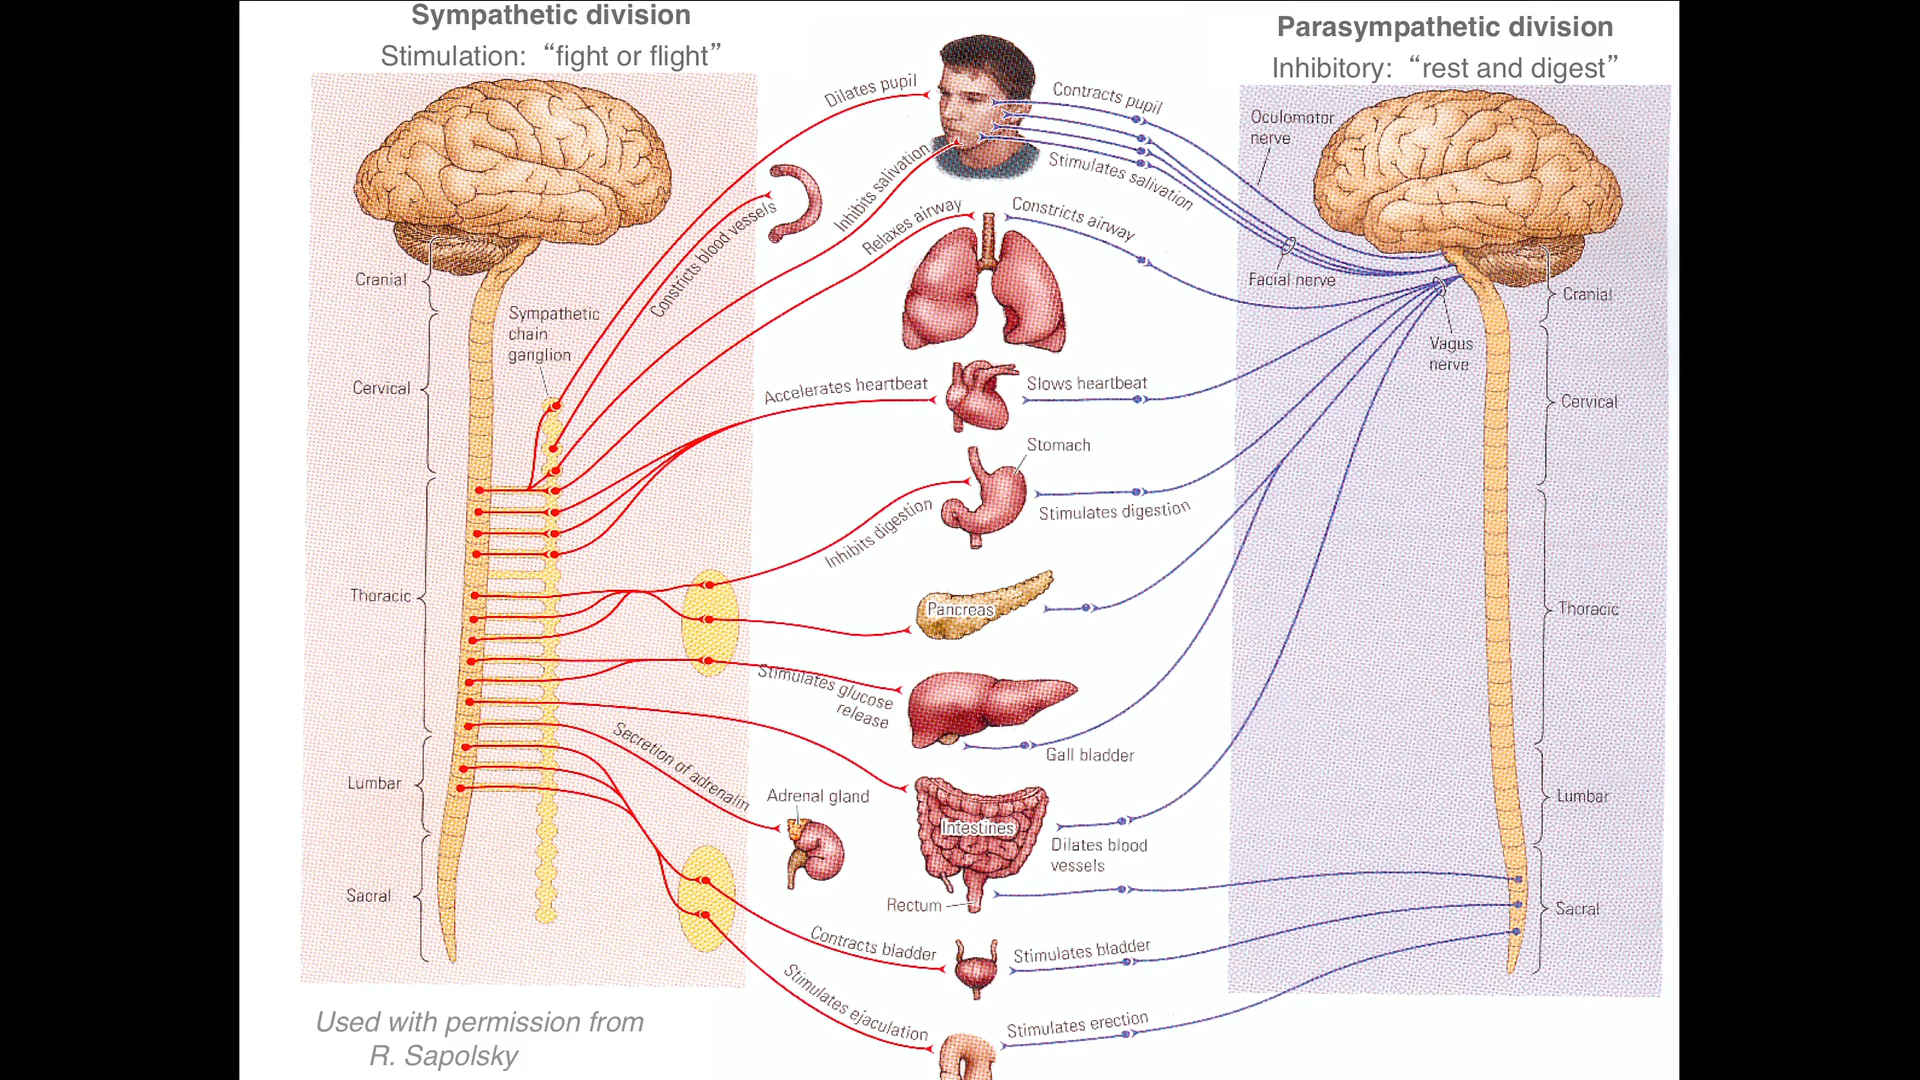 Sympathetic division
Stimulation: “fight or flight”
Parasympathetic division
Inhibitory: “rest and digest”
Dilates pupil
Contracts pupil
Oculomotor
nerve
Constricts blood vessels
Inhibits salivation
Stimulates salivation
Relaxes airway
Constricts airway
Facial nerve
Cranial
Cranial
Sympathetic
chain
ganglion
Vagus
nerve
Cervical
Accelerates heartbeat
Slows heartbeat
Cervical
Stomach
Inhibits digestion
Stimulates digestion
Thoracic
Pancreas
Thoracic
Stimulates glucose
release
Secretion of adrenalin
Gall bladder
Lumbar
Adrenal gland
Lumbar
Intestines
Dilates blood
vessels
Sacral
Rectum
Sacral
Contracts bladder
Stimulates bladder
Stimulates ejaculation
Stimulates erection
Used with permission from
R. Sapolsky